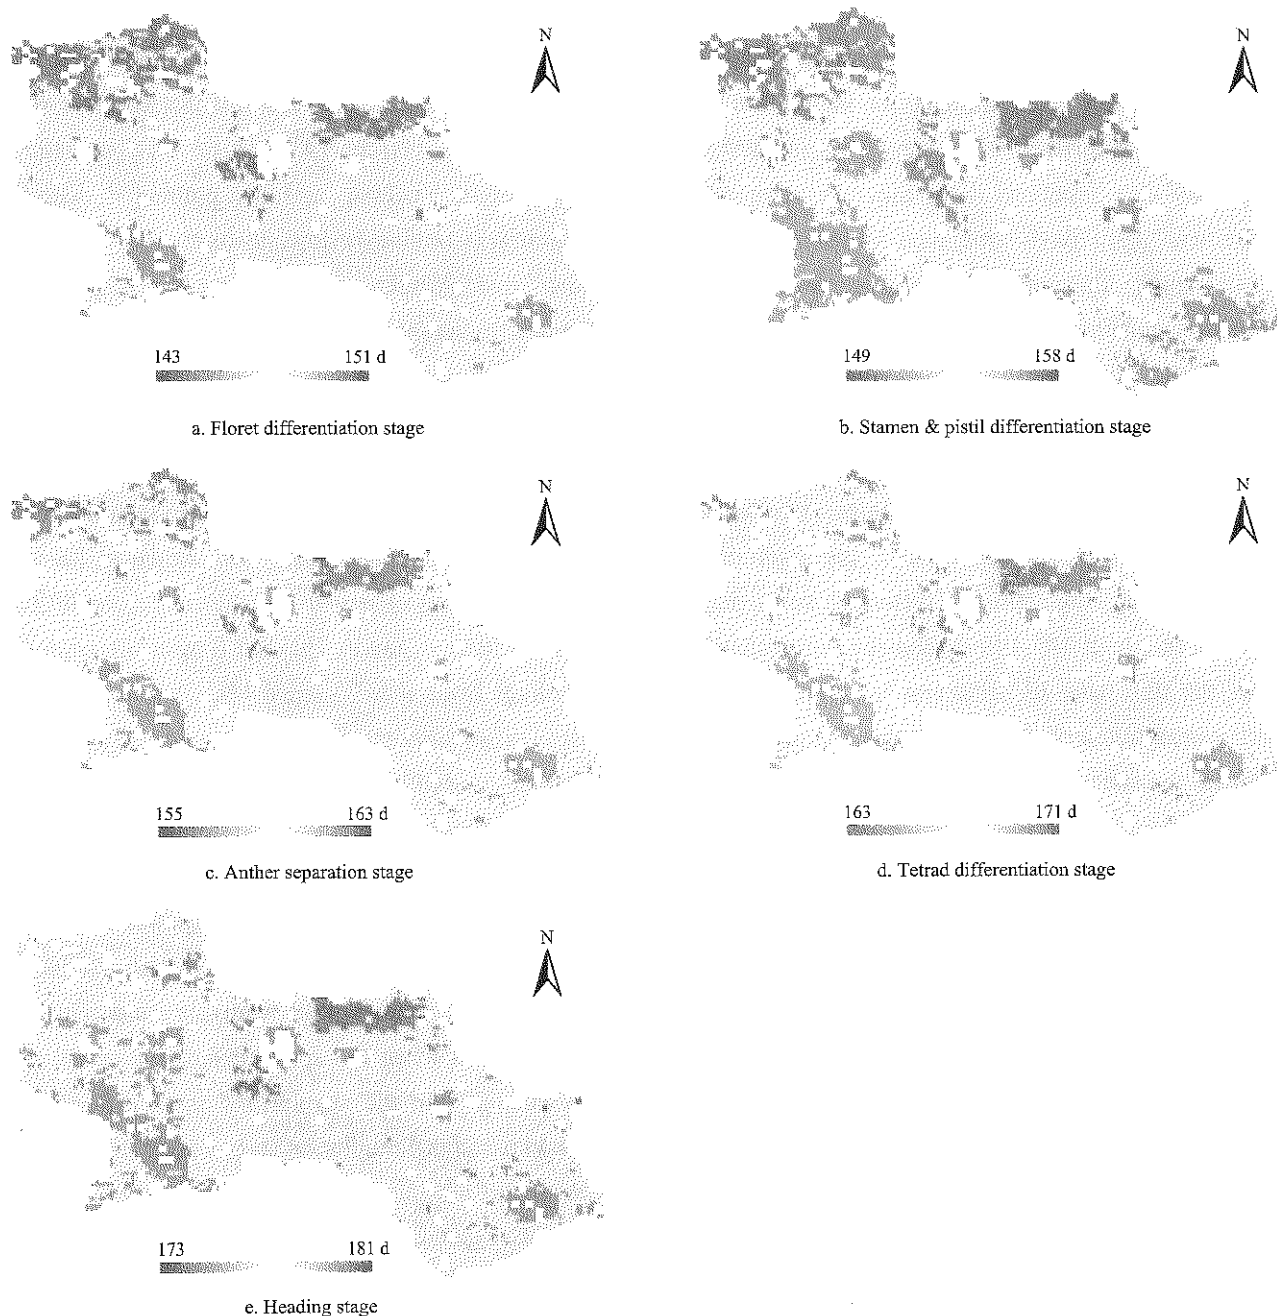 N
N
143 151 d
149 158 d
a. Floret differentiation stage
b. Stamen & pistil differentiation stage
N
N
155 163 d
163 171 d
c. Anther separation stage
d. Tetrad differentiation stage
N
173 181 d
e. Heading stage